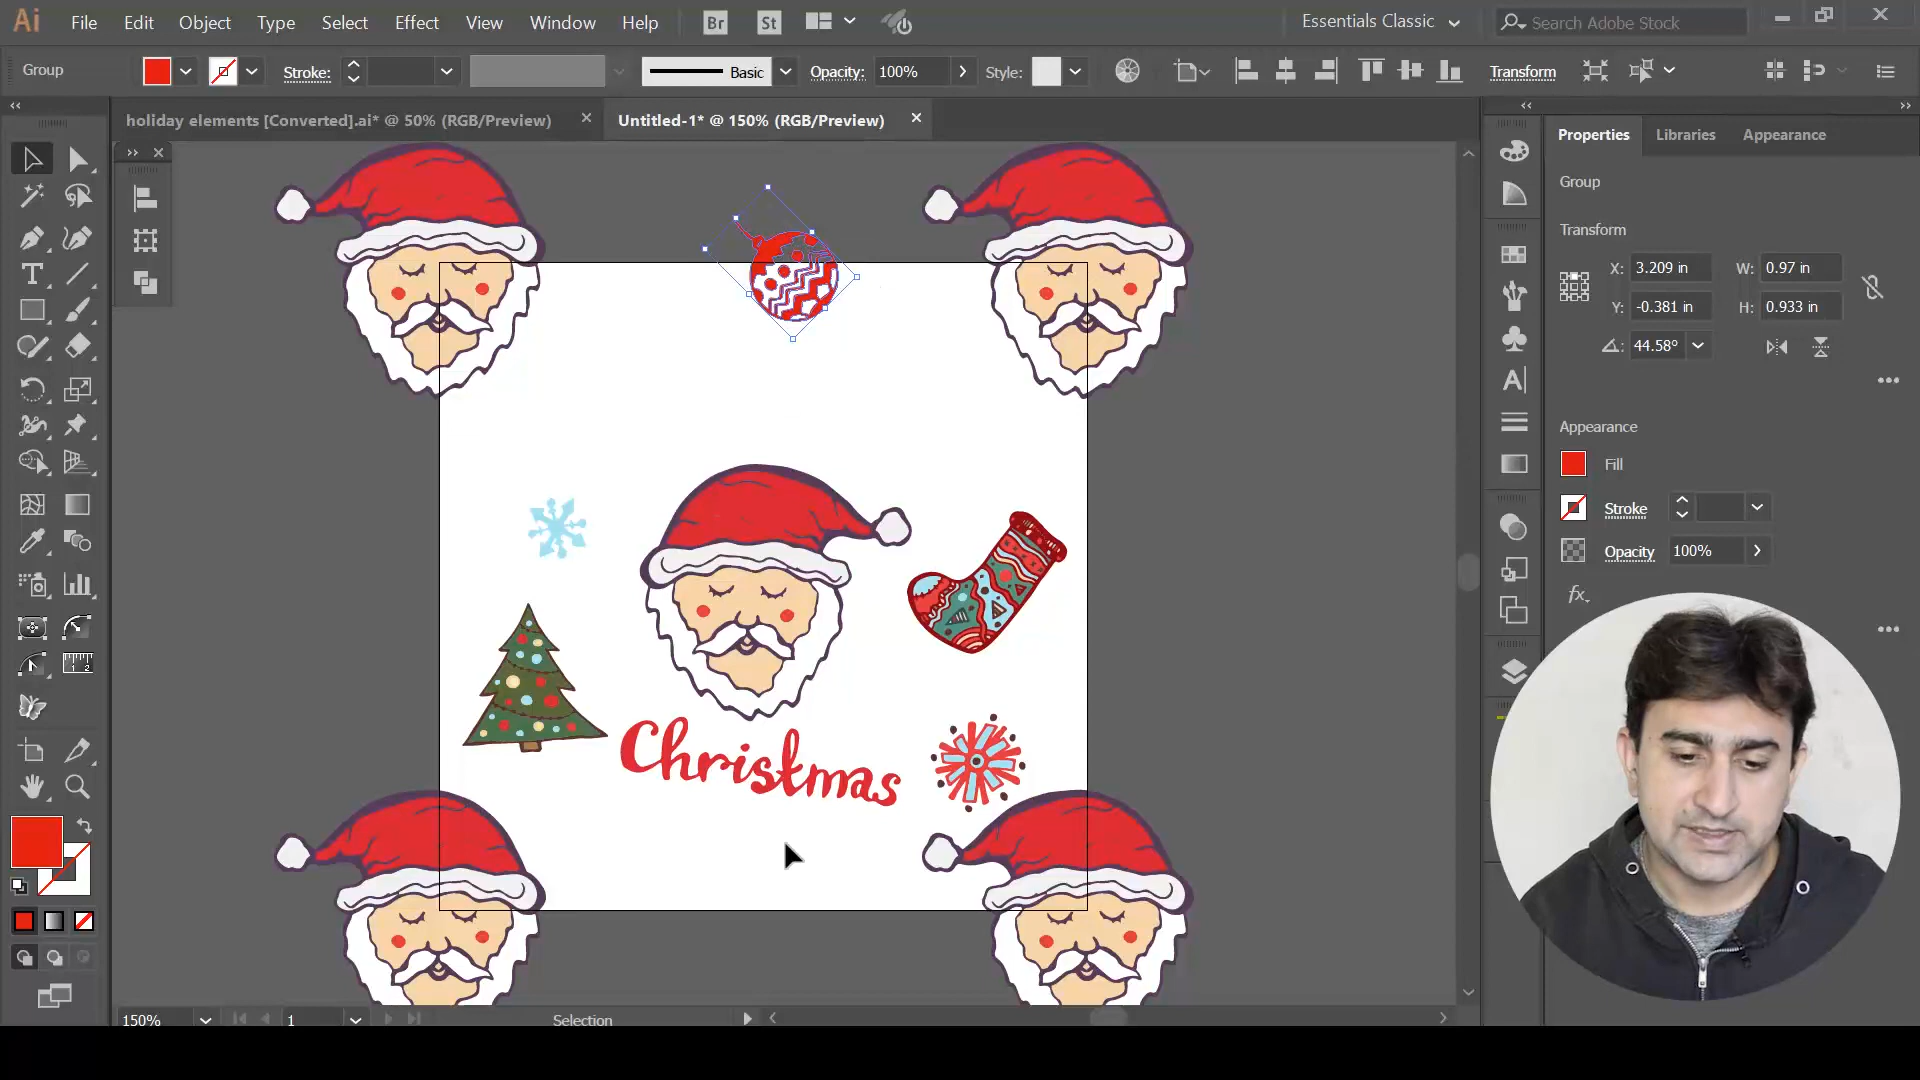 Ai File Edit Object Type Select Effect View Window Help Br St Essentials Classic Search Adobe Stock
Group Stroke: Basic Opacity: 100% Style: Transform
holiday elements [Converted].ai* @ 50% (RGB/Preview) Untitled-1* @ 150% (RGB/Preview)
Properties Libraries Appearance
Group
Transform
X: 3.209 in W: 0.97 in
Y: -0.381 in H: 0.933 in
44.58°
Appearance
Fill
Stroke
Opacity 100%
fx.
Christmas
150% 1 Selection